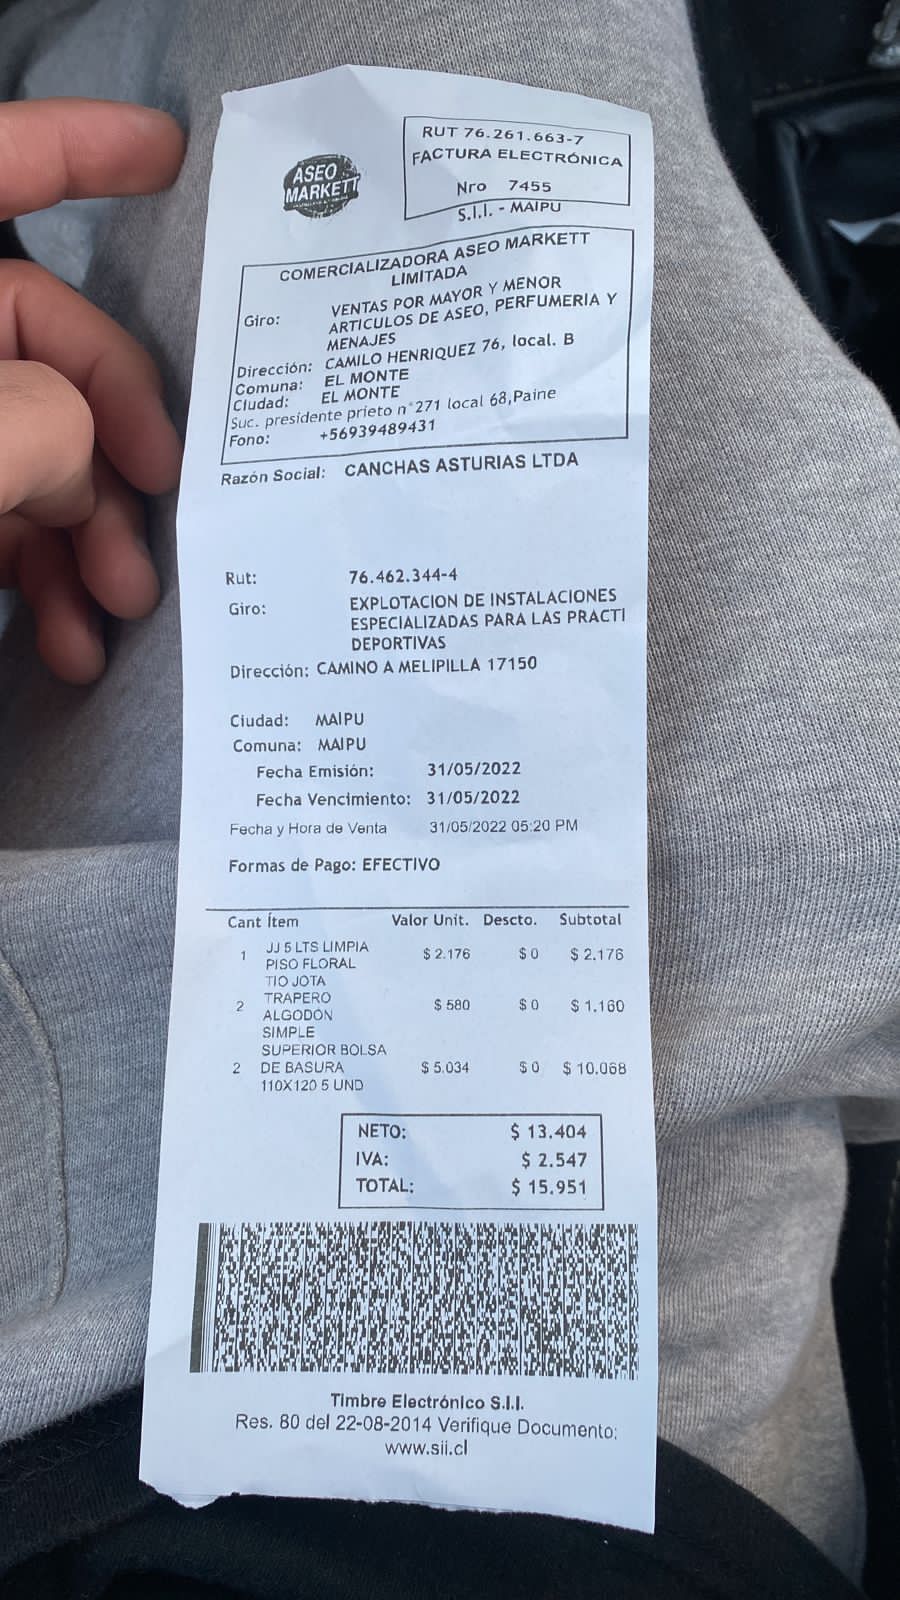 ASEO
MARKETT
RUT 76.261.663-7
FACTURA ELECTRÓNICA
Nro 7455
S.I.I. - MAIPU
COMERCIALIZADORA ASEO MARKETT
LIMITADA
Giro: VENTAS POR MAYOR Y MENOR
ARTICULOS DE ASEO, PERFUMERIA Y
MENAJES
Dirección: CAMILO HENRIQUEZ 76, local. B
Comuna: EL MONTE
Ciudad: EL MONTE
Suc. presidente prieto n°271 local 68,Paine
Fono: +56939489431
Razón Social: CANCHAS ASTURIAS LTDA
Rut: 76.462.344-4
Giro: EXPLOTACION DE INSTALACIONES
ESPECIALIZADAS PARA LAS PRACTI
DEPORTIVAS
Dirección: CAMINO A MELIPILLA 17150
Ciudad: MAIPU
Comuna: MAIPU
Fecha Emisión: 31/05/2022
Fecha Vencimiento: 31/05/2022
Fecha y Hora de Venta 31/05/2022 05:20 PM
Formas de Pago: EFECTIVO
Cant Ítem Valor Unit. Descto. Subtotal
1 JJ 5 LTS LIMPIA $ 2.176 $ 0 $ 2.176
PISO FLORAL
TIO JOTA
2 TRAPERO $ 580 $ 0 $ 1.160
ALGODON
SIMPLE
SUPERIOR BOLSA
2 DE BASURA $ 5.034 $ 0 $ 10.068
110X120 5 UND
NETO: $ 13.404
IVA: $ 2.547
TOTAL: $ 15.951
Timbre Electrónico S.I.I.
Res. 80 del 22-08-2014 Verifique Documento:
www.sii.cl